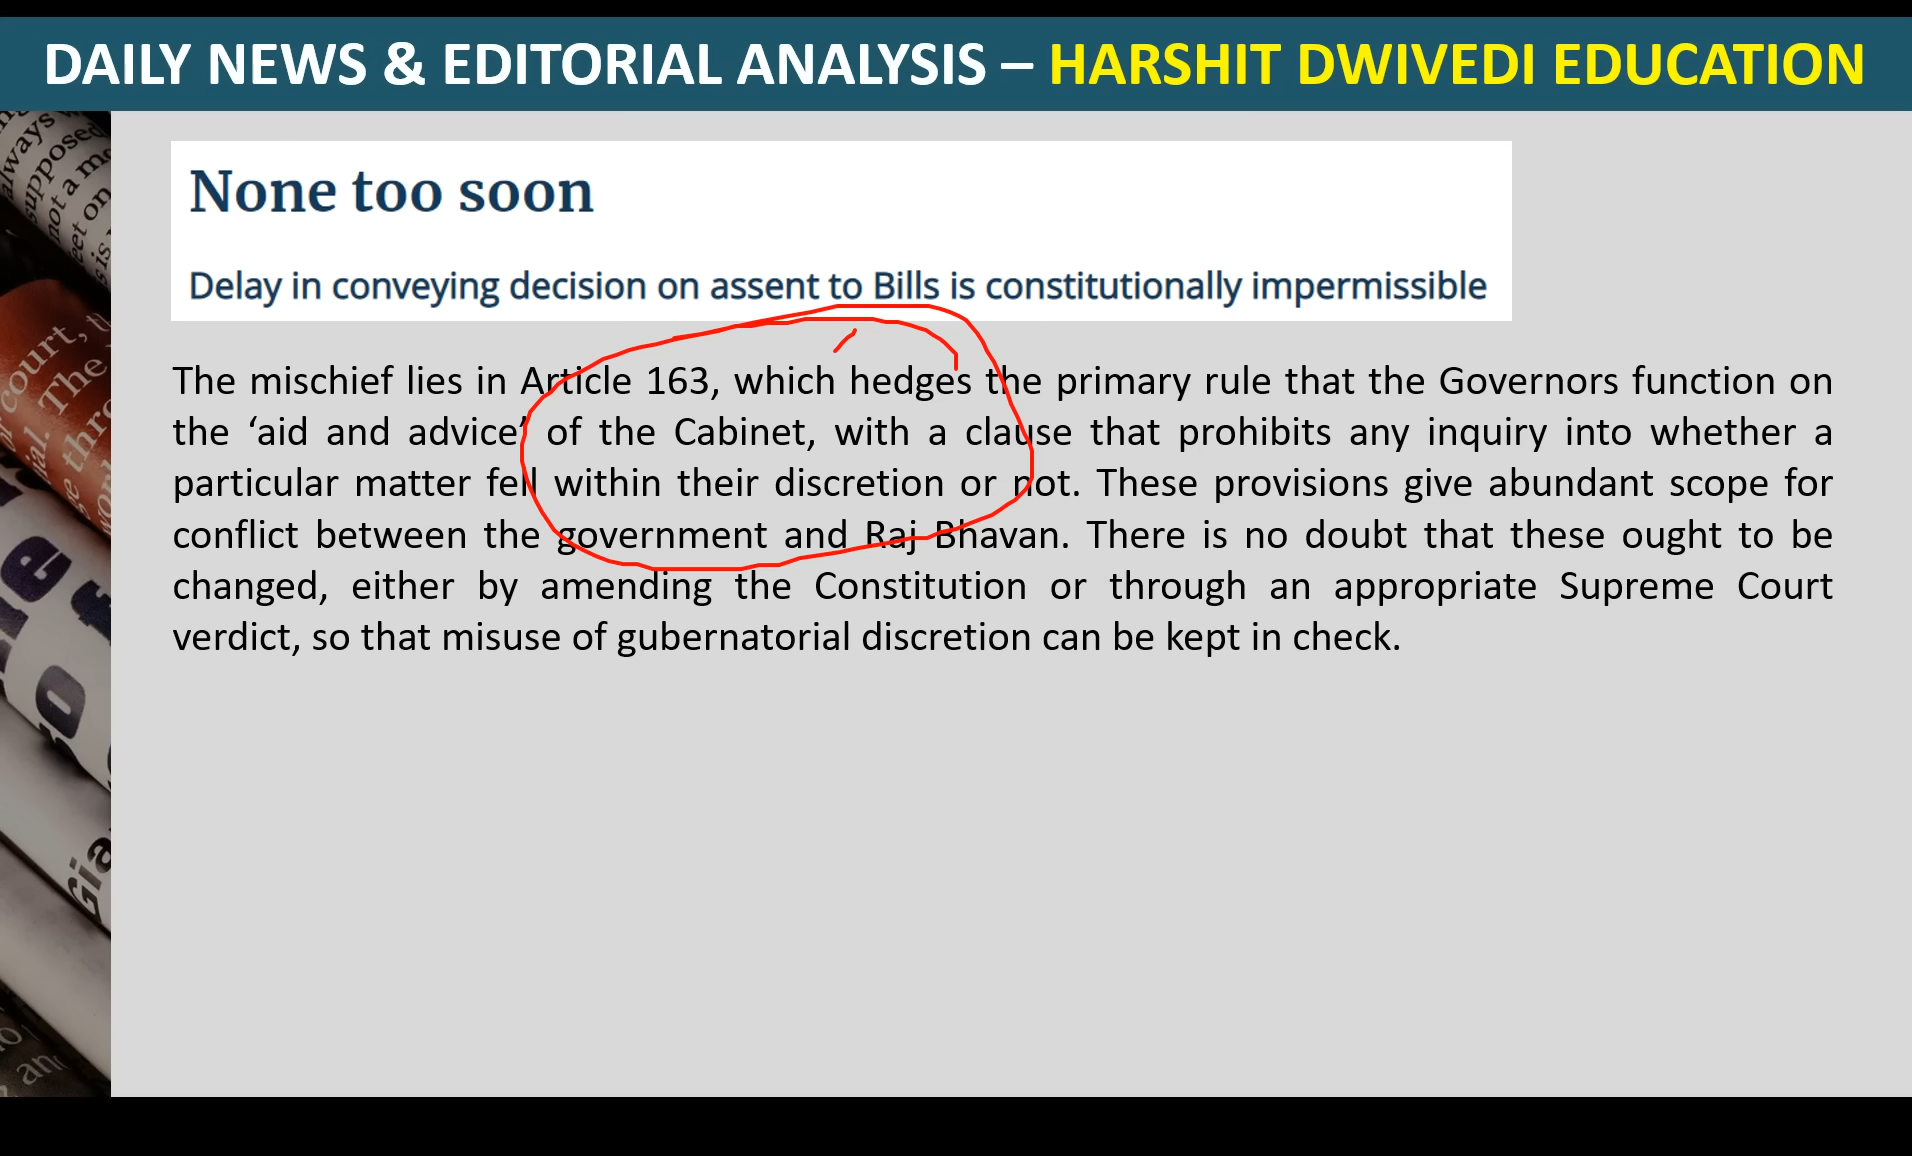 DAILY NEWS & EDITORIAL ANALYSIS – HARSHIT DWIVEDI EDUCATION
None too soon
Delay in conveying decision on assent to Bills is constitutionally impermissible
The mischief lies in Article 163, which hedges the primary rule that the Governors function on
the ‘aid and advice’ of the Cabinet, with a clause that prohibits any inquiry into whether a
particular matter fell within their discretion or not. These provisions give abundant scope for
conflict between the government and Raj Bhavan. There is no doubt that these ought to be
changed, either by amending the Constitution or through an appropriate Supreme Court
verdict, so that misuse of gubernatorial discretion can be kept in check.
always
supposed
not a
court,
The